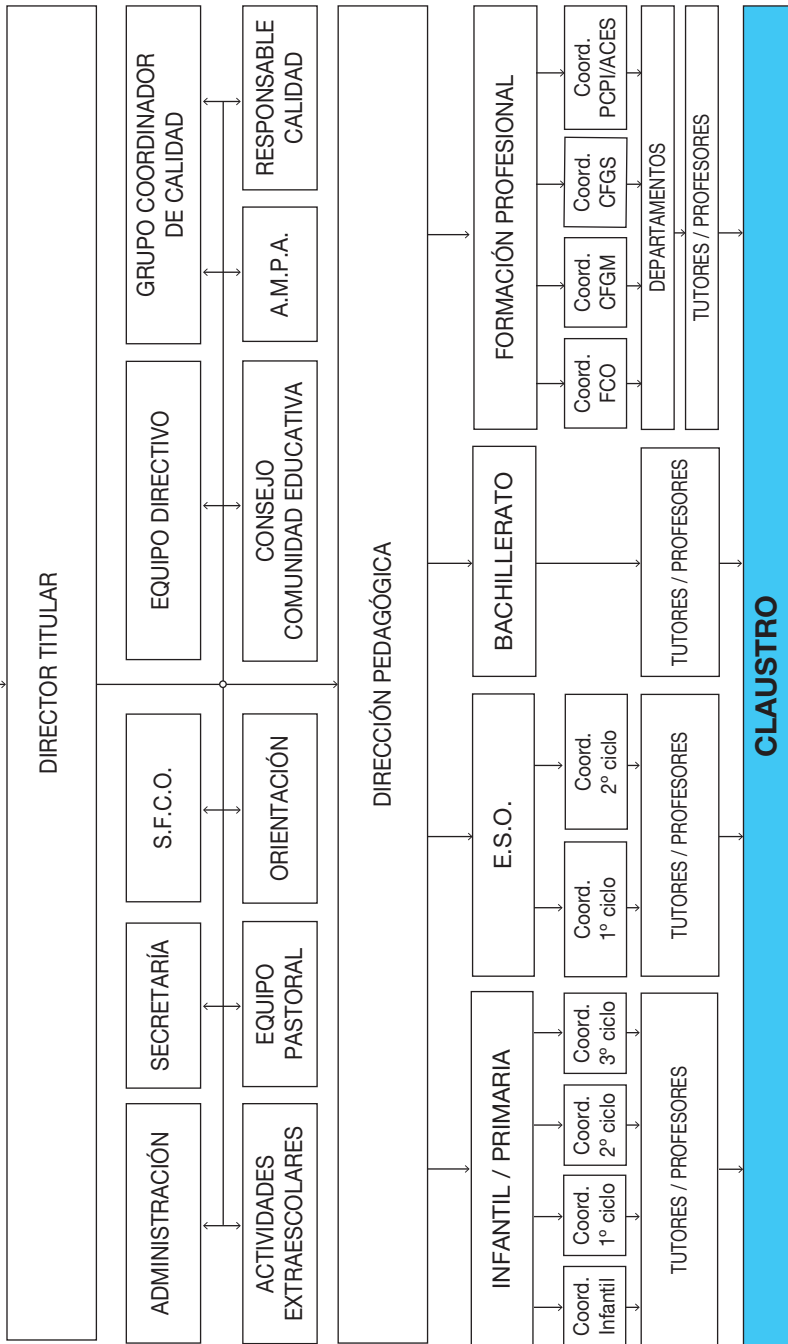 DIRECTOR TITULAR
ADMINISTRACIÓN
SECRETARÍA
S.F.C.O.
EQUIPO DIRECTIVO
GRUPO COORDINADOR
DE CALIDAD
ACTIVIDADES
EXTRAESCOLARES
EQUIPO
PASTORAL
ORIENTACIÓN
CONSEJO
COMUNIDAD EDUCATIVA
A.M.P.A.
RESPONSABLE
CALIDAD
DIRECCIÓN PEDAGÓGICA
INFANTIL / PRIMARIA
E.S.O.
BACHILLERATO
FORMACIÓN PROFESIONAL
Coord.
Infantil
Coord.
1º ciclo
Coord.
2º ciclo
Coord.
3º ciclo
Coord.
1º ciclo
Coord.
2º ciclo
Coord.
FCO
Coord.
CFGM
Coord.
CFGS
Coord.
PCPI/ACES
DEPARTAMENTOS
TUTORES / PROFESORES
TUTORES / PROFESORES
TUTORES / PROFESORES
TUTORES / PROFESORES
CLAUSTRO